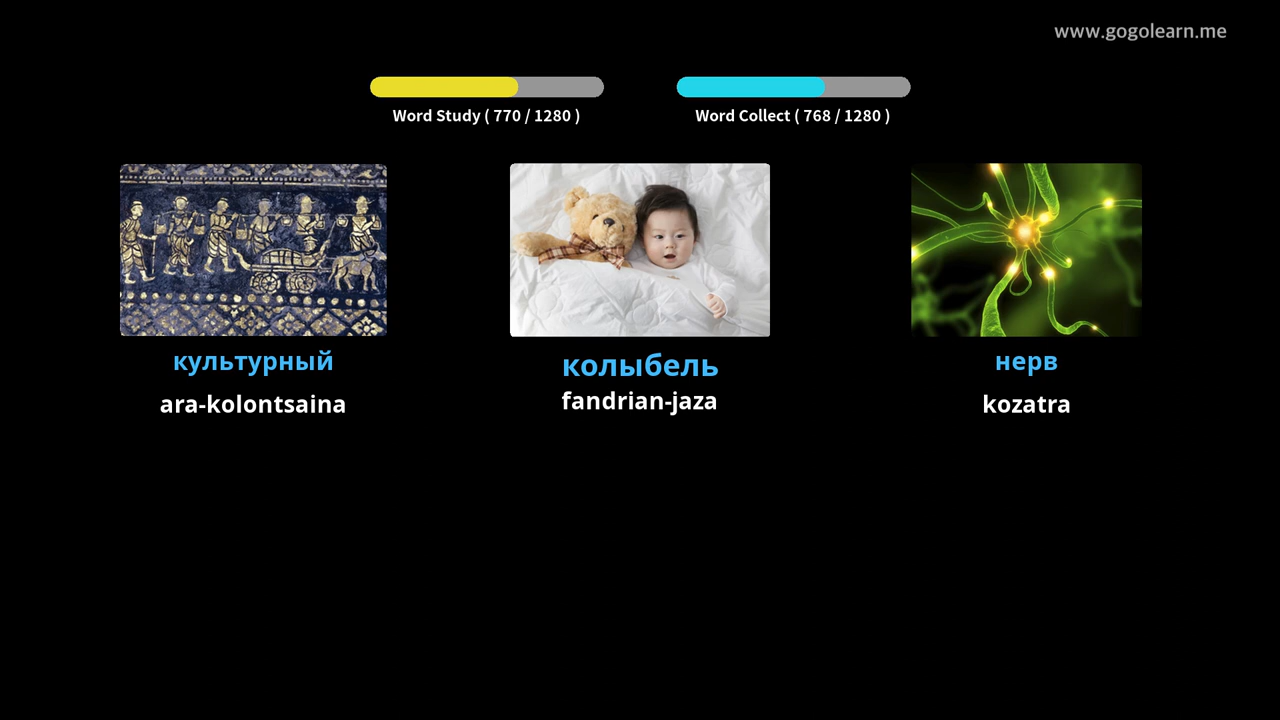 www.gogolearn.me
Word Study ( 770 / 1280 )
Word Collect ( 768 / 1280 )
культурный
ara-kolontsaina
колыбель
fandrian-jaza
нерв
kozatra